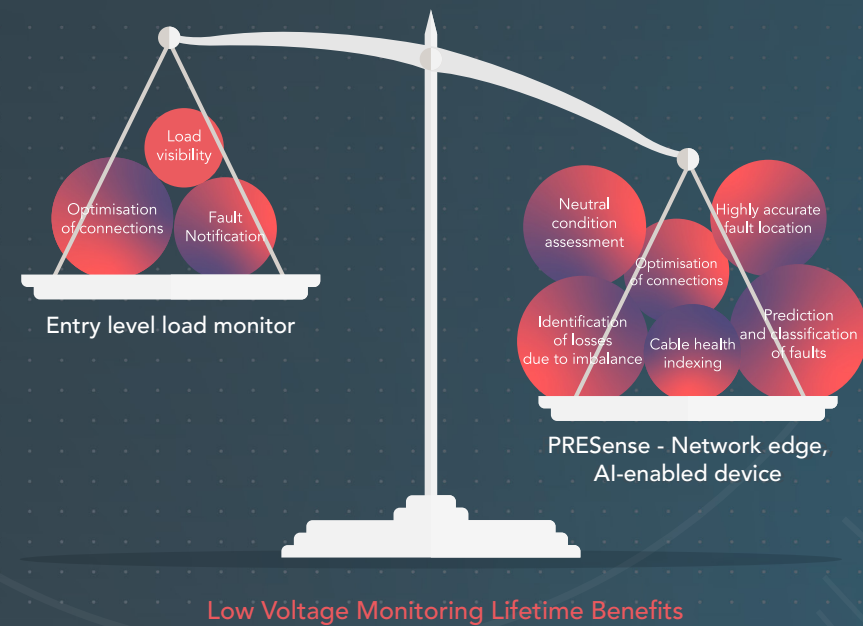 Load
visibility
Optimisation
of connections
Fault
Notification
Entry level load monitor
Neutral
condition
assessment
Highly accurate
fault location
Optimisation
of connections
Identification
of losses
due to imbalance
Cable health
indexing
Prediction
and classification
of faults
PRESense - Network edge,
AI-enabled device
Low Voltage Monitoring Lifetime Benefits